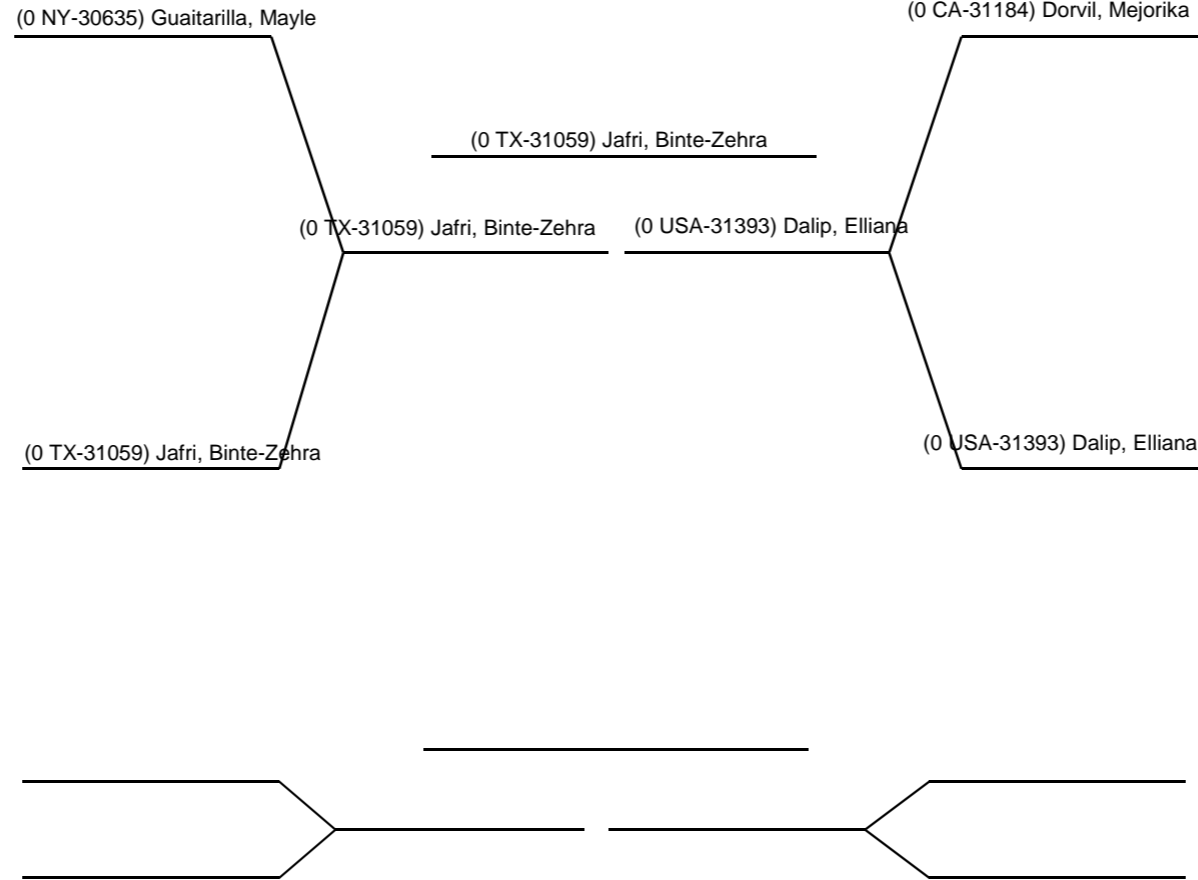 (0 NY-30635) Guaitarilla, Mayle
(0 CA-31184) Dorvil, Mejorika
(0 TX-31059) Jafri, Binte-Zehra
(0 TX-31059) Jafri, Binte-Zehra
(0 USA-31393) Dalip, Elliana
(0 TX-31059) Jafri, Binte-Zehra
(0 USA-31393) Dalip, Elliana